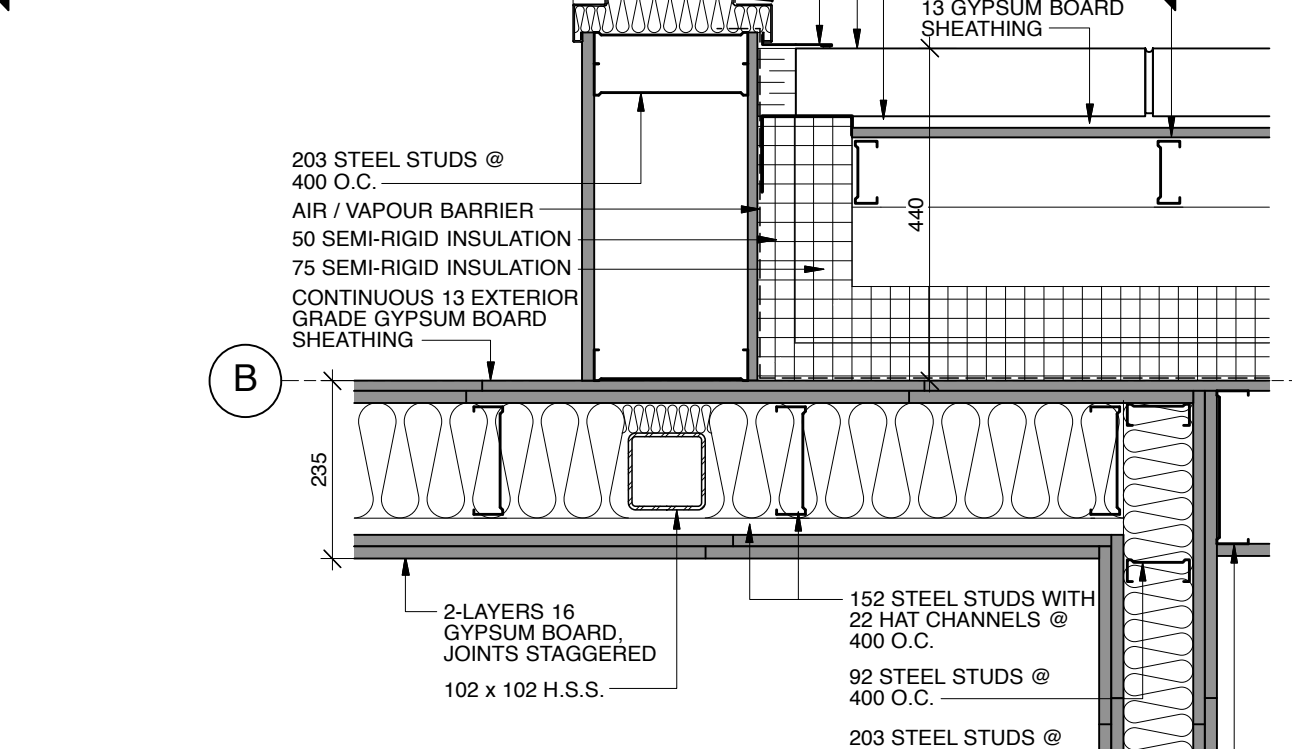 13 GYPSUM BOARD
SHEATHING
203 STEEL STUDS @
400 O.C.
AIR / VAPOUR BARRIER
50 SEMI-RIGID INSULATION
75 SEMI-RIGID INSULATION
CONTINUOUS 13 EXTERIOR
GRADE GYPSUM BOARD
SHEATHING
440
B
235
2-LAYERS 16
GYPSUM BOARD,
JOINTS STAGGERED
102 x 102 H.S.S.
152 STEEL STUDS WITH
22 HAT CHANNELS @
400 O.C.
92 STEEL STUDS @
400 O.C.
203 STEEL STUDS @